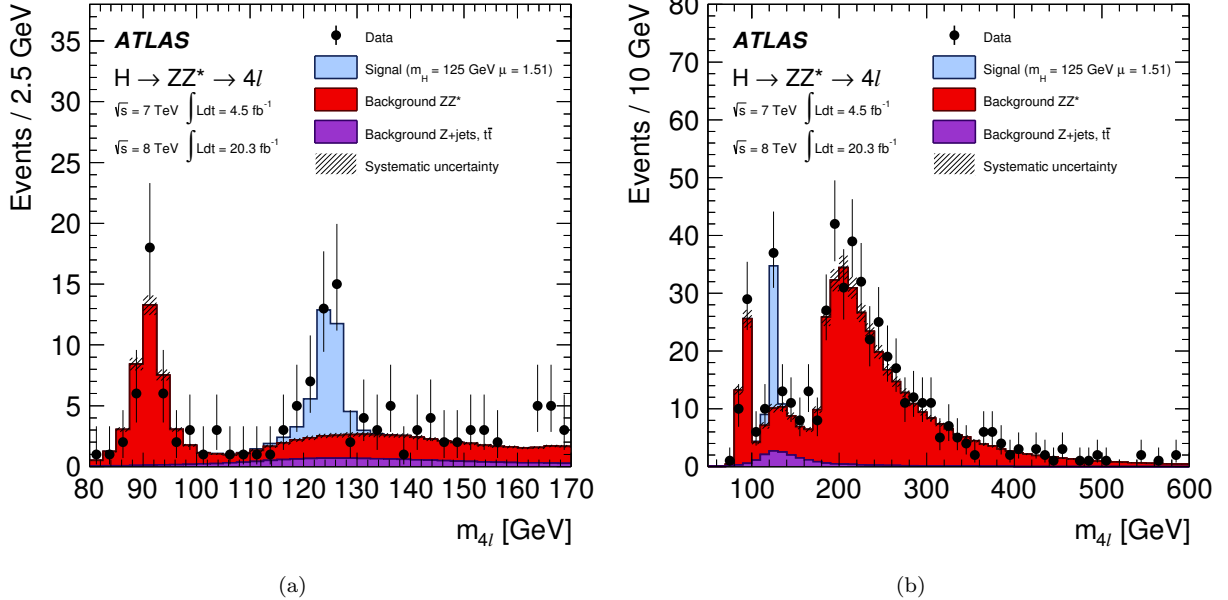 Events / 2.5 GeV
35
30
25
20
15
10
5
0
ATLAS
H → ZZ* → 4l
√s = 7 TeV ∫Ldt = 4.5 fb⁻¹
√s = 8 TeV ∫Ldt = 20.3 fb⁻¹
Data
Signal (m_H = 125 GeV μ = 1.51)
Background ZZ*
Background Z+jets, tt̄
Systematic uncertainty
80 90 100 110 120 130 140 150 160 170
m₄ₗ [GeV]
(a)
Events / 10 GeV
80
70
60
50
40
30
20
10
0
ATLAS
H → ZZ* → 4l
√s = 7 TeV ∫Ldt = 4.5 fb⁻¹
√s = 8 TeV ∫Ldt = 20.3 fb⁻¹
Data
Signal (m_H = 125 GeV μ = 1.51)
Background ZZ*
Background Z+jets, tt̄
Systematic uncertainty
100 200 300 400 500 600
m₄ₗ [GeV]
(b)